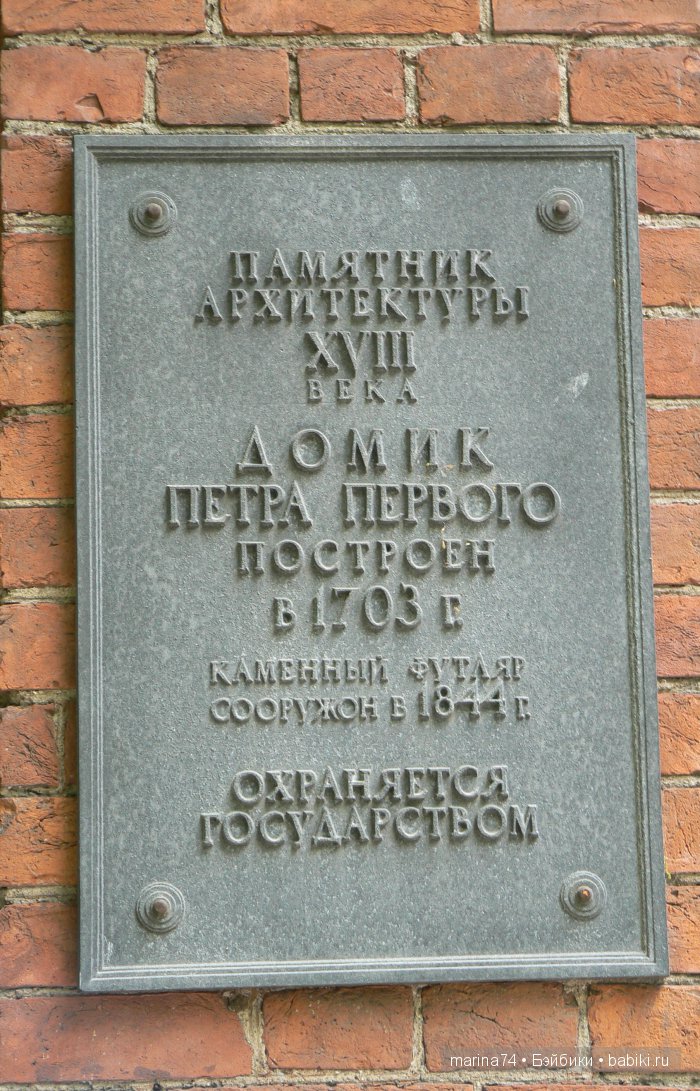 ПАМЯТНИК
АРХИТЕКТУРЫ
XVIII
ВЕКА
ДОМИК
ПЕТРА ПЕРВОГО
ПОСТРОЕН
В 1703 Г.
КАМЕННЫЙ ФУТЛЯР
СООРУЖОН В 1844 Г.
ОХРАНЯЕТСЯ
ГОСУДАРСТВОМ
marina74 • Бэйбики • babiki.ru